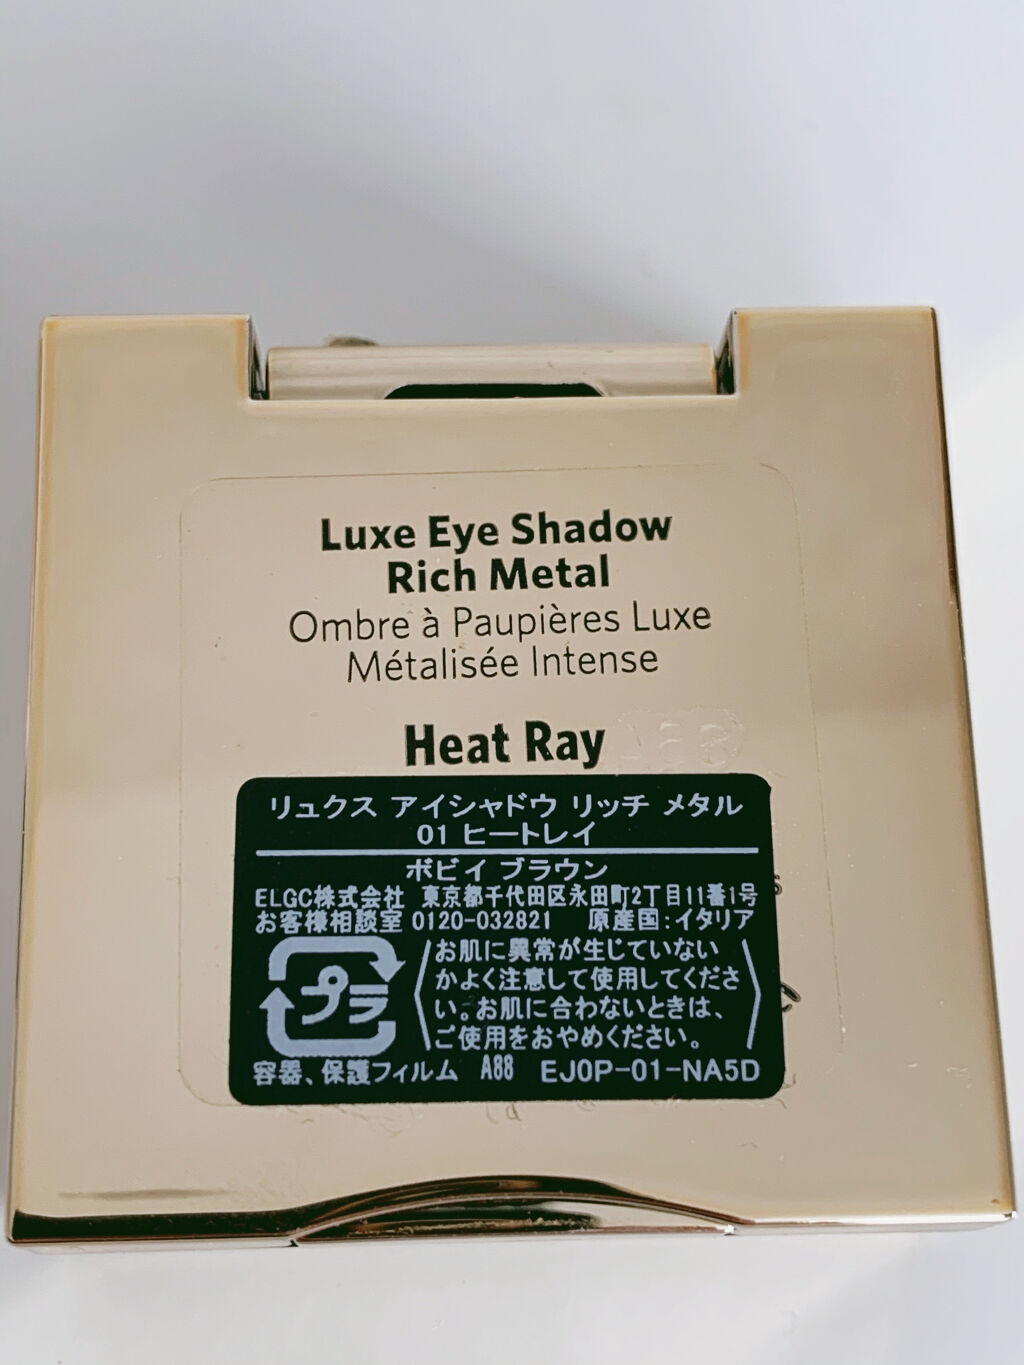 Luxe Eye Shadow
Rich Metal
Ombre à Paupières Luxe
Métalisée Intense
Heat Ray
A88
リュクス アイシャドウ リッチ メタル
01 ヒートレイ
ボビイ ブラウン
ELGC株式会社 東京都千代田区永田町2丁目11番1号
お客様相談室 0120-032821 原産国:イタリア
プラ
お肌に異常が生じていない
かよく注意して使用してくださ
い。お肌に合わないときは、
ご使用をおやめください。
容器、保護フィルム A88 EJ0P-01-NA5D